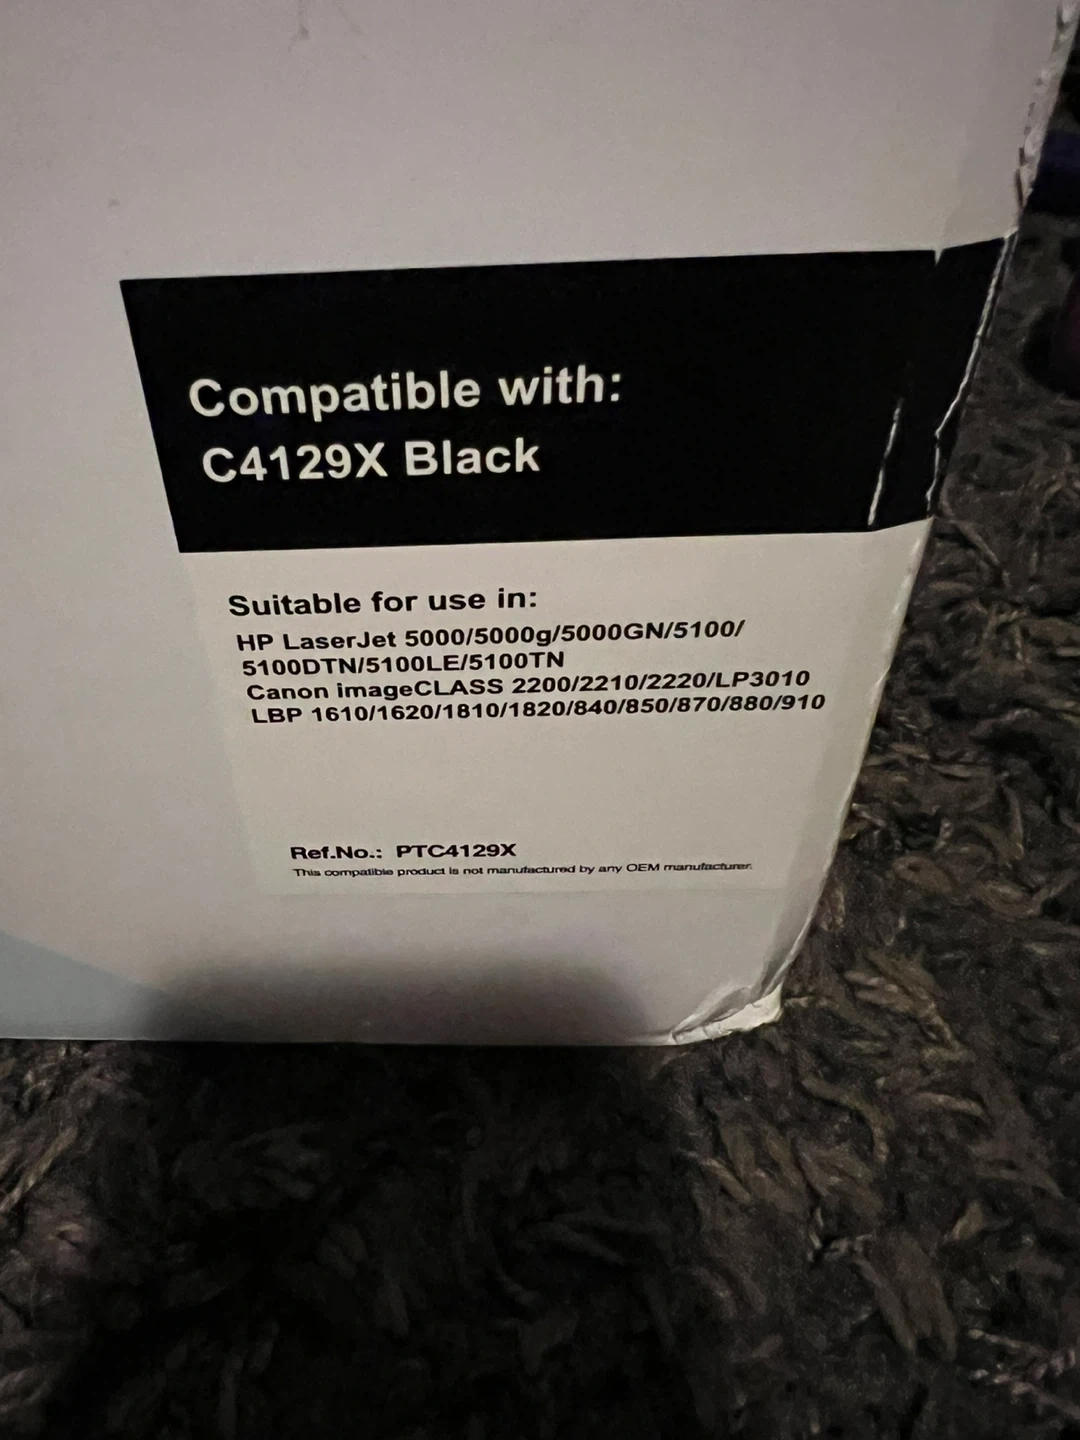 Compatible with:
C4129X Black
Suitable for use in:
HP LaserJet 5000/5000g/5000GN/5100/
5100DTN/5100LE/5100TN
Canon imageCLASS 2200/2210/2220/LP3010
LBP 1610/1620/1810/1820/840/850/870/880/910
Ref.No.: PTC4129X
This compatible product is not manufactured by any OEM manufacturer.